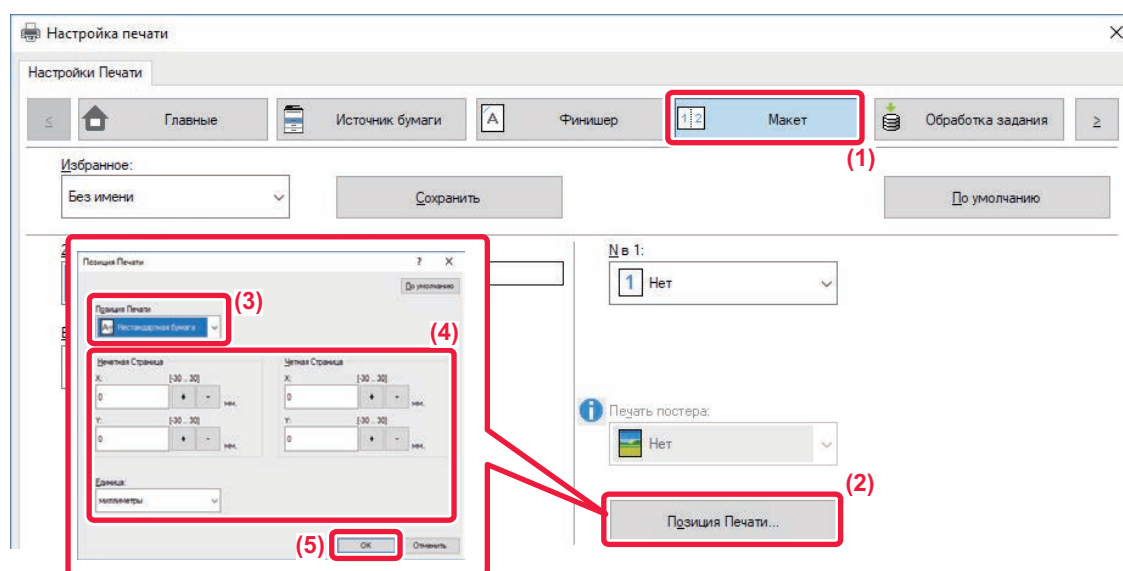 Настройка печати
Настройки Печати
≤ Главные Источник бумаги A Финишер 1 2 Макет Обработка задания ≥
(1)
Избранное:
Без имени Сохранить По умолчанию
2
N в 1:
1 Нет
Позиция Печати ? X
По умолчанию
Позиция Печати
(3)
Нестандартная бумага
(4)
Нечетная Страница Четная Страница
X: [-30 .. 30] X: [-30 .. 30]
0 + - мм. 0 + - мм.
Y: [-30 .. 30] Y: [-30 .. 30]
0 + - мм. 0 + - мм.
Единица:
миллиметры
i Печать постера:
Нет
(2)
Позиция Печати...
(5) OK Отменить